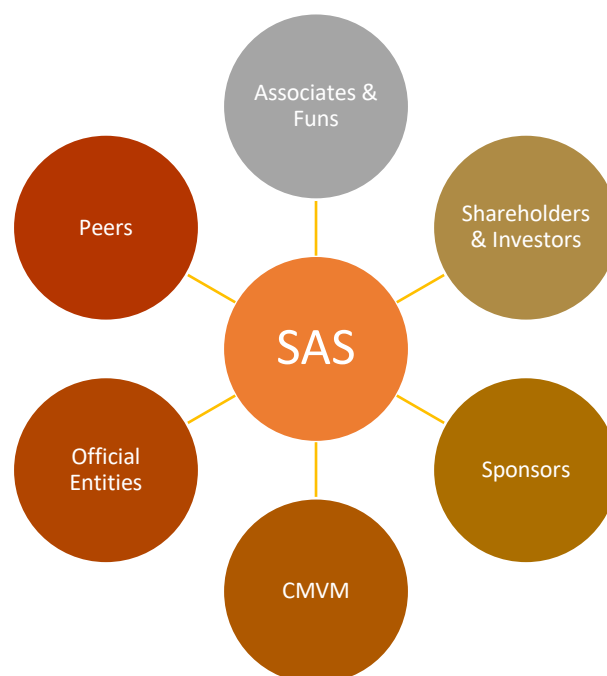 Associates &
Funs
Peers
Shareholders
& Investors
SAS
Official
Entities
Sponsors
CMVM